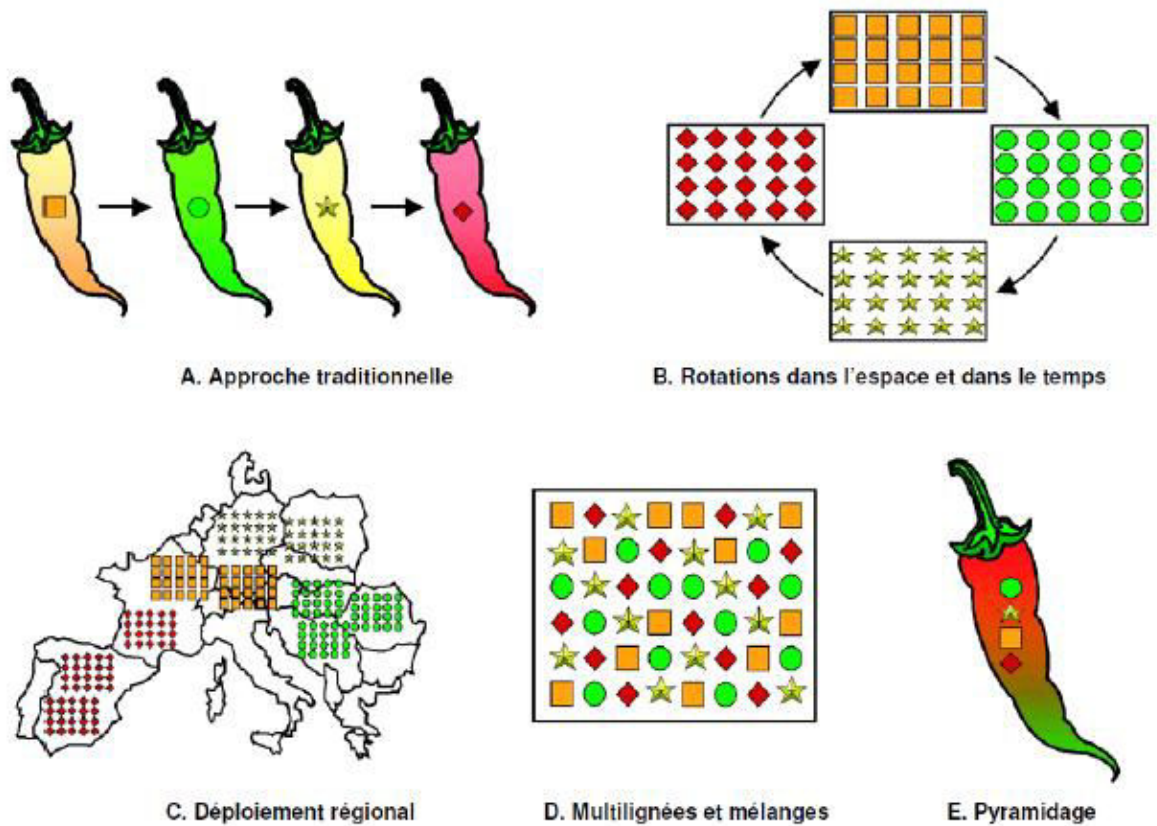 A. Approche traditionnelle
B. Rotations dans l'espace et dans le temps
C. Déploiement régional
D. Multilignées et mélanges
E. Pyramidage